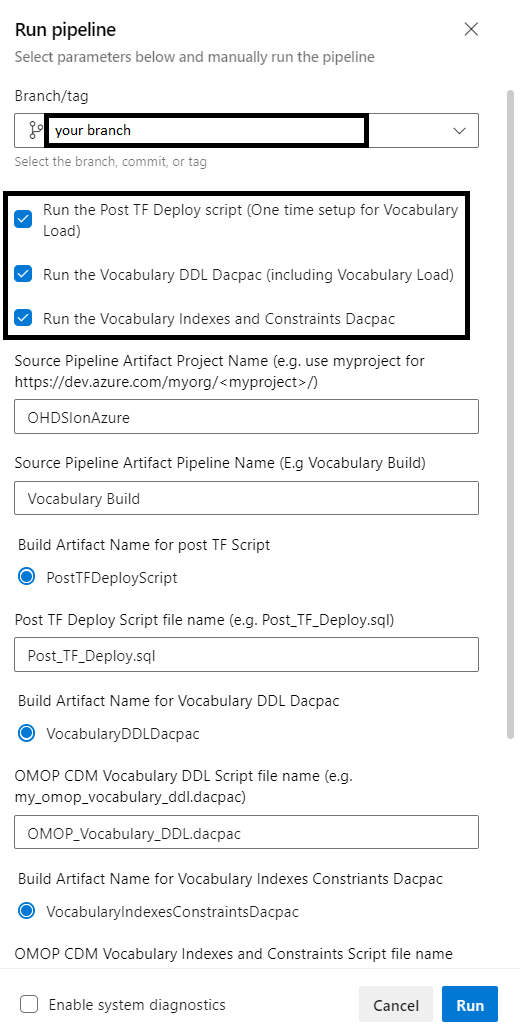 Run pipeline
Select parameters below and manually run the pipeline
Branch/tag
your branch
Select the branch, commit, or tag
Run the Post TF Deploy script (One time setup for Vocabulary
Load)
Run the Vocabulary DDL Dacpac (including Vocabulary Load)
Run the Vocabulary Indexes and Constraints Dacpac
Source Pipeline Artifact Project Name (e.g. use myproject for
https://dev.azure.com/myorg/<myproject>/)
OHDSIonAzure
Source Pipeline Artifact Pipeline Name (E.g Vocabulary Build)
Vocabulary Build
Build Artifact Name for post TF Script
PostTFDeployScript
Post TF Deploy Script file name (e.g. Post_TF_Deploy.sql)
Post_TF_Deploy.sql
Build Artifact Name for Vocabulary DDL Dacpac
VocabularyDDLDacpac
OMOP CDM Vocabulary DDL Script file name (e.g.
my_omop_vocabulary_ddl.dacpac)
OMOP_Vocabulary_DDL.dacpac
Build Artifact Name for Vocabulary Indexes Constriants Dacpac
VocabularyIndexesConstraintsDacpac
OMOP CDM Vocabulary Indexes and Constraints Script file name
Enable system diagnostics
Cancel
Run